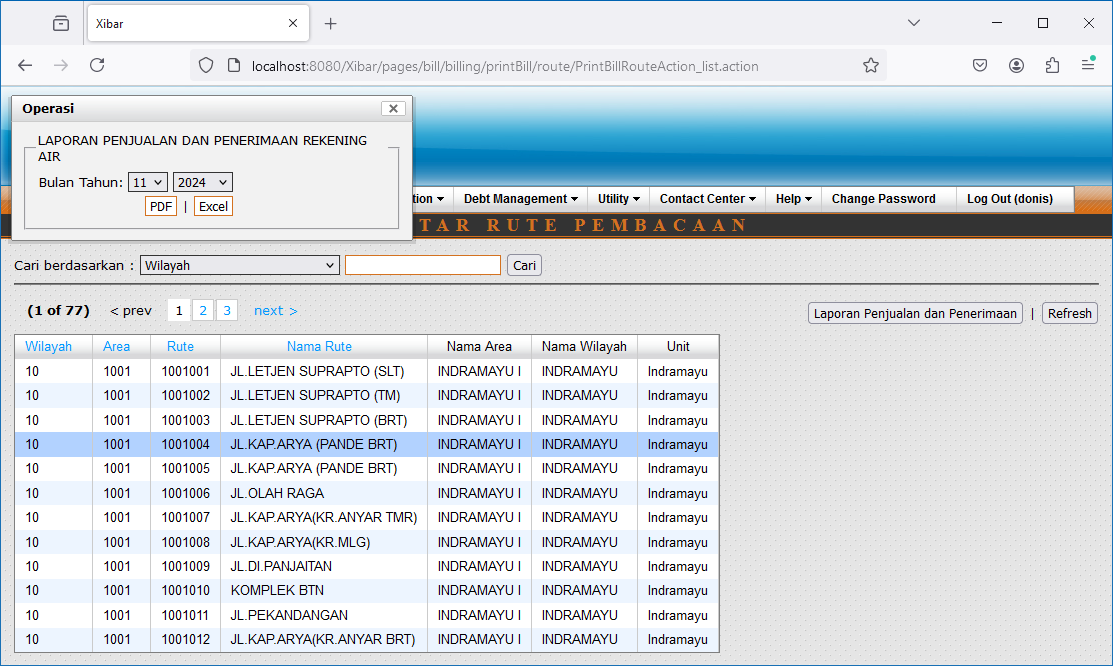 Xibar
localhost:8080/Xibar/pages/bill/billing/printBill/route/PrintBillRouteAction_list.action
Operasi
LAPORAN PENJUALAN DAN PENERIMAAN REKENING
AIR
Bulan Tahun: 11 2024
PDF | Excel
tion Debt Management Utility Contact Center Help Change Password Log Out (donis)
TAR RUTE PEMBACAAN
Cari berdasarkan : Wilayah Cari
(1 of 77) < prev 1 2 3 next > Laporan Penjualan dan Penerimaan | Refresh
Wilayah Area Rute Nama Rute Nama Area Nama Wilayah Unit
10 1001 1001001 JL.LETJEN SUPRAPTO (SLT) INDRAMAYU I INDRAMAYU Indramayu
10 1001 1001002 JL.LETJEN SUPRAPTO (TM) INDRAMAYU I INDRAMAYU Indramayu
10 1001 1001003 JL.LETJEN SUPRAPTO (BRT) INDRAMAYU I INDRAMAYU Indramayu
10 1001 1001004 JL.KAP.ARYA (PANDE BRT) INDRAMAYU I INDRAMAYU Indramayu
10 1001 1001005 JL.KAP.ARYA (PANDE BRT) INDRAMAYU I INDRAMAYU Indramayu
10 1001 1001006 JL.OLAH RAGA INDRAMAYU I INDRAMAYU Indramayu
10 1001 1001007 JL.KAP.ARYA(KR.ANYAR TMR) INDRAMAYU I INDRAMAYU Indramayu
10 1001 1001008 JL.KAP.ARYA(KR.MLG) INDRAMAYU I INDRAMAYU Indramayu
10 1001 1001009 JL.DI.PANJAITAN INDRAMAYU I INDRAMAYU Indramayu
10 1001 1001010 KOMPLEK BTN INDRAMAYU I INDRAMAYU Indramayu
10 1001 1001011 JL.PEKANDANGAN INDRAMAYU I INDRAMAYU Indramayu
10 1001 1001012 JL.KAP.ARYA(KR.ANYAR BRT) INDRAMAYU I INDRAMAYU Indramayu